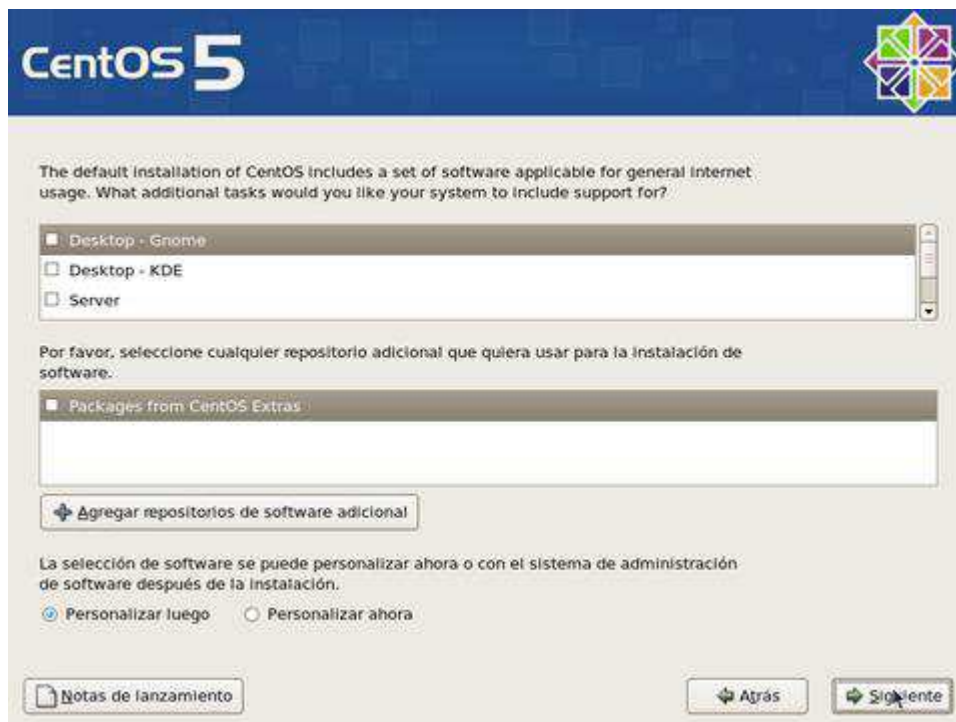 CentOS 5
The default installation of CentOS includes a set of software applicable for general internet
usage. What additional tasks would you like your system to include support for?
Desktop - Gnome
Desktop - KDE
Server
Por favor, seleccione cualquier repositorio adicional que quiera usar para la instalación de
software.
Packages from CentOS Extras
Agregar repositorios de software adicional
La selección de software se puede personalizar ahora o con el sistema de administración
de software después de la instalación.
Personalizar luego Personalizar ahora
Notas de lanzamiento Atrás Siguiente